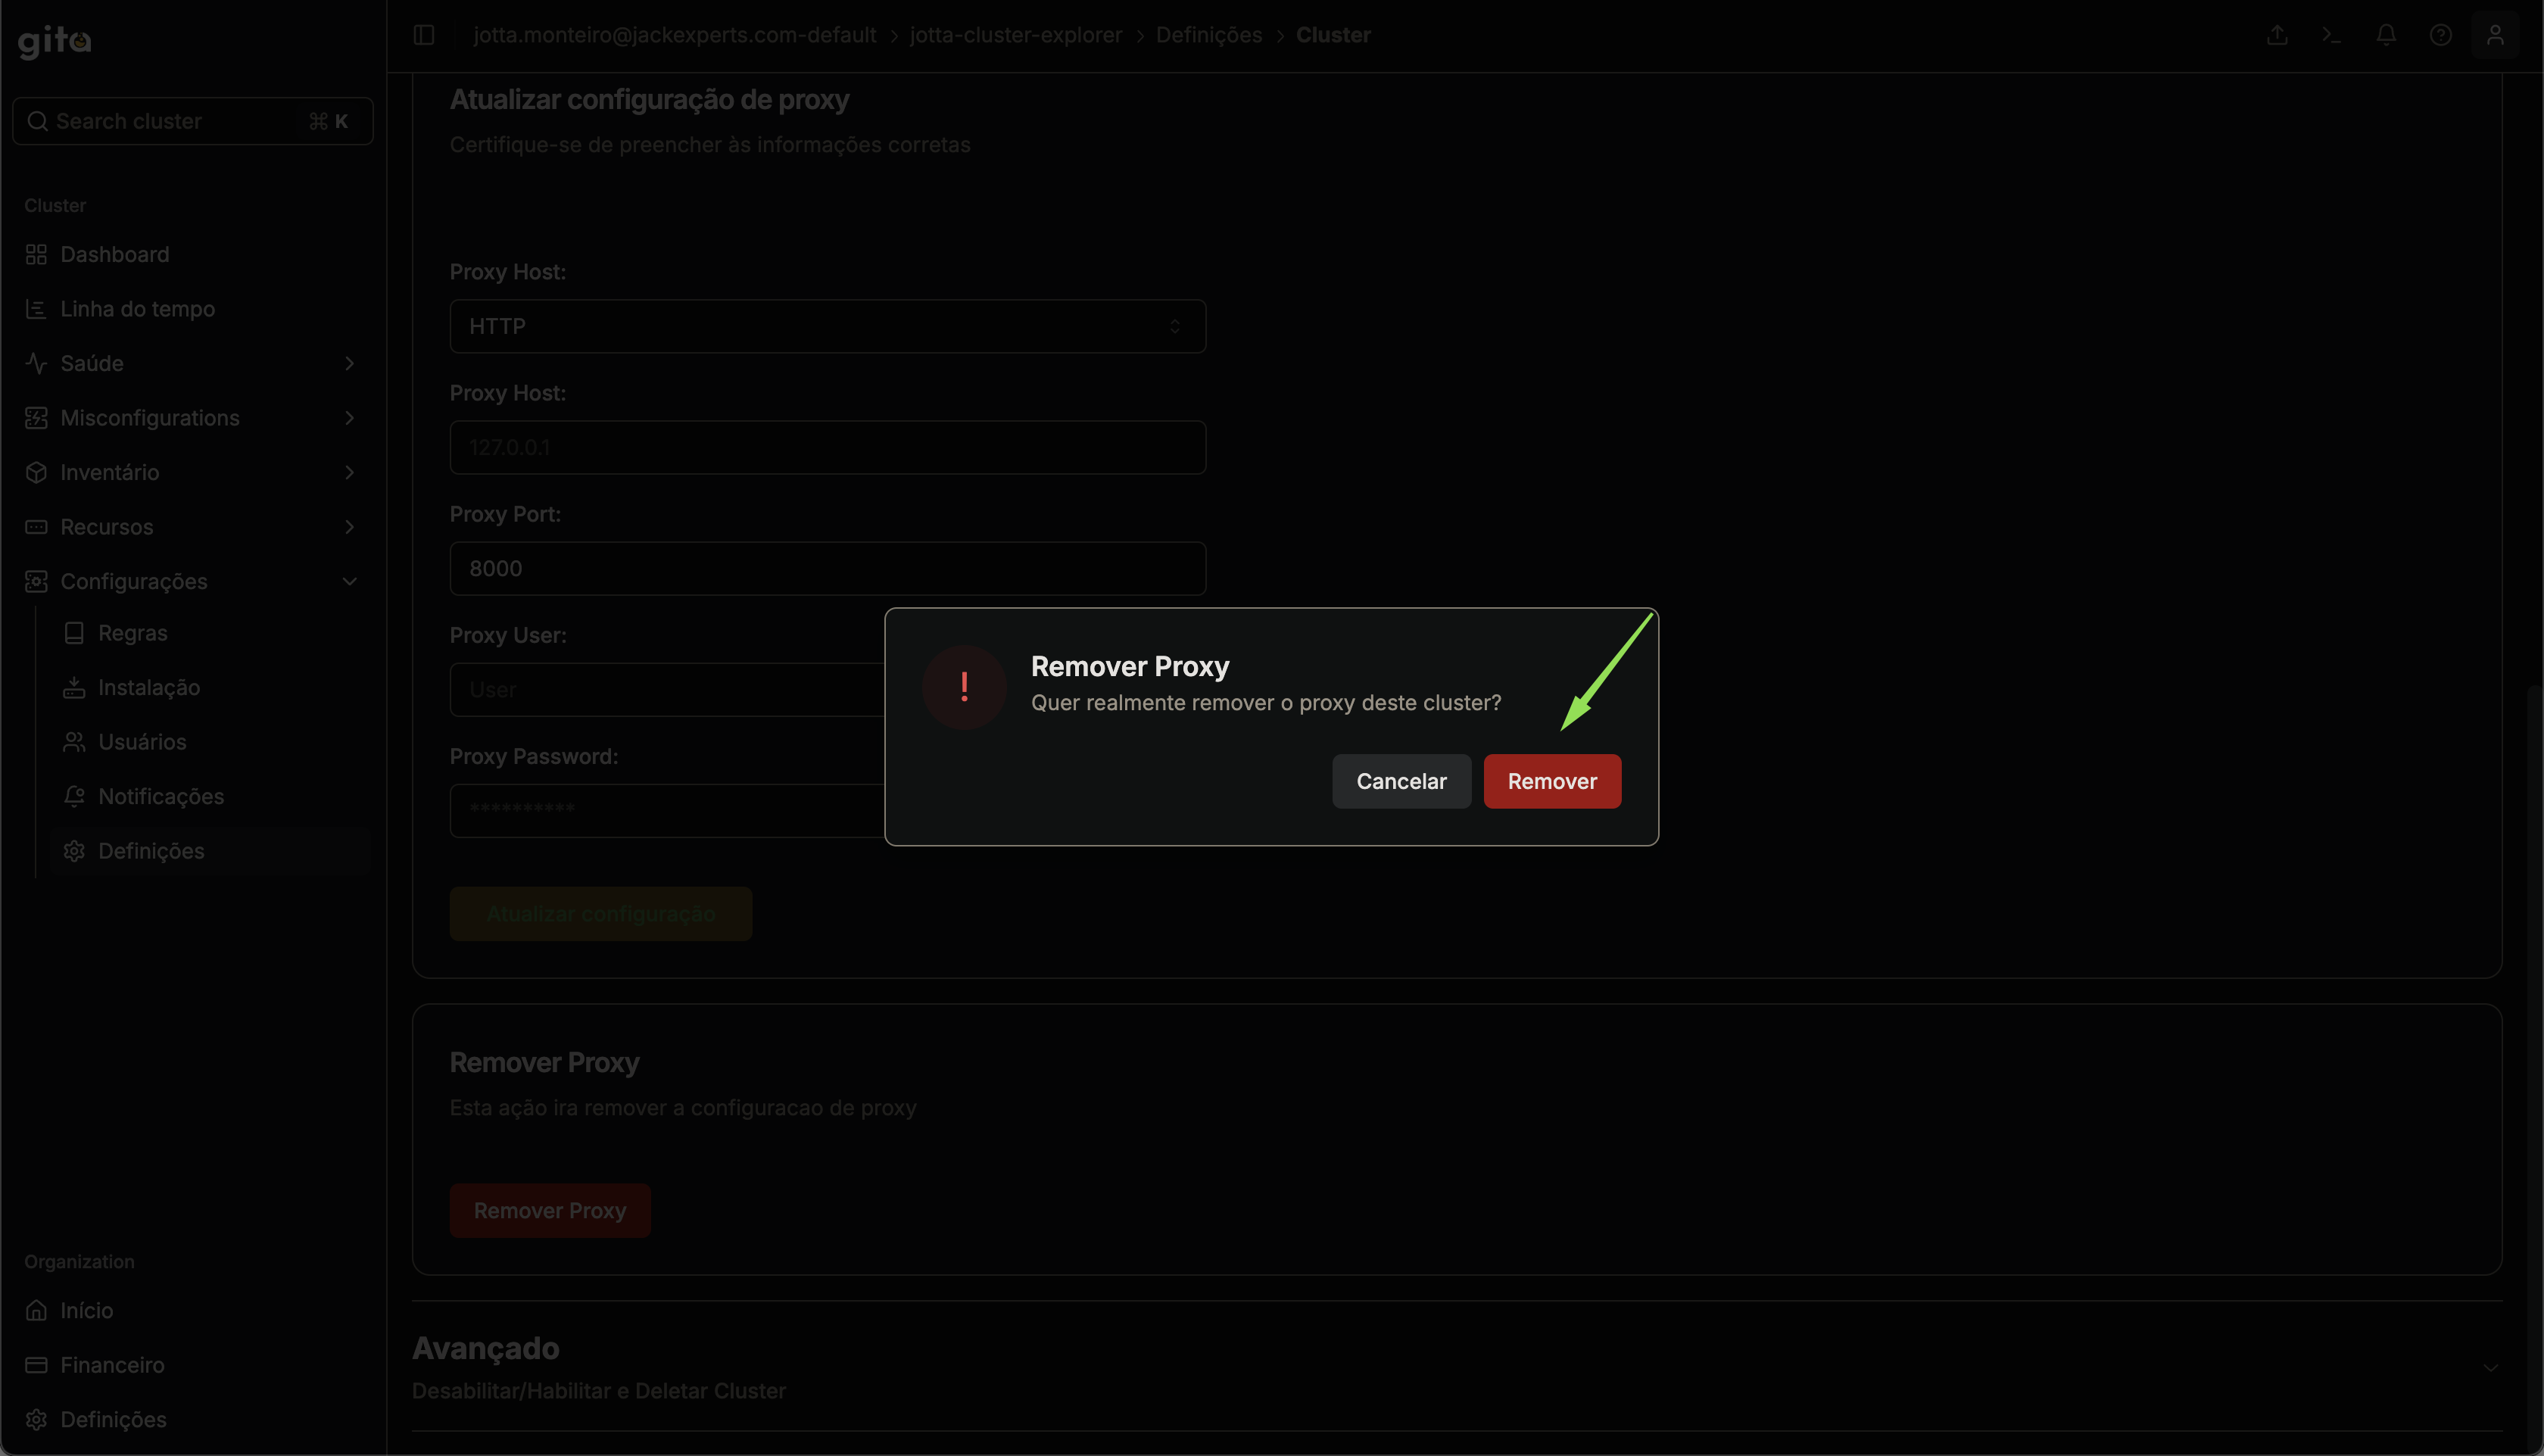 gita
Search cluster
⌘ K
Cluster
Dashboard
Linha do tempo
Saúde
Misconfigurations
Inventário
Recursos
Configurações
Regras
Instalação
Usuários
Notificações
Definições
Organization
Início
Financeiro
Definições
jotta.monteiro@jackexperts.com-default > jotta-cluster-explorer > Definições > Cluster
Atualizar configuração de proxy
Certifique-se de preencher às informações corretas
Proxy Host:
HTTP
Proxy Host:
127.0.0.1
Proxy Port:
8000
Proxy User:
User
Proxy Password:
**********
Atualizar configuração
Remover Proxy
Quer realmente remover o proxy deste cluster?
Cancelar
Remover
Remover Proxy
Esta ação ira remover a configuracao de proxy
Remover Proxy
Avançado
Desabilitar/Habilitar e Deletar Cluster